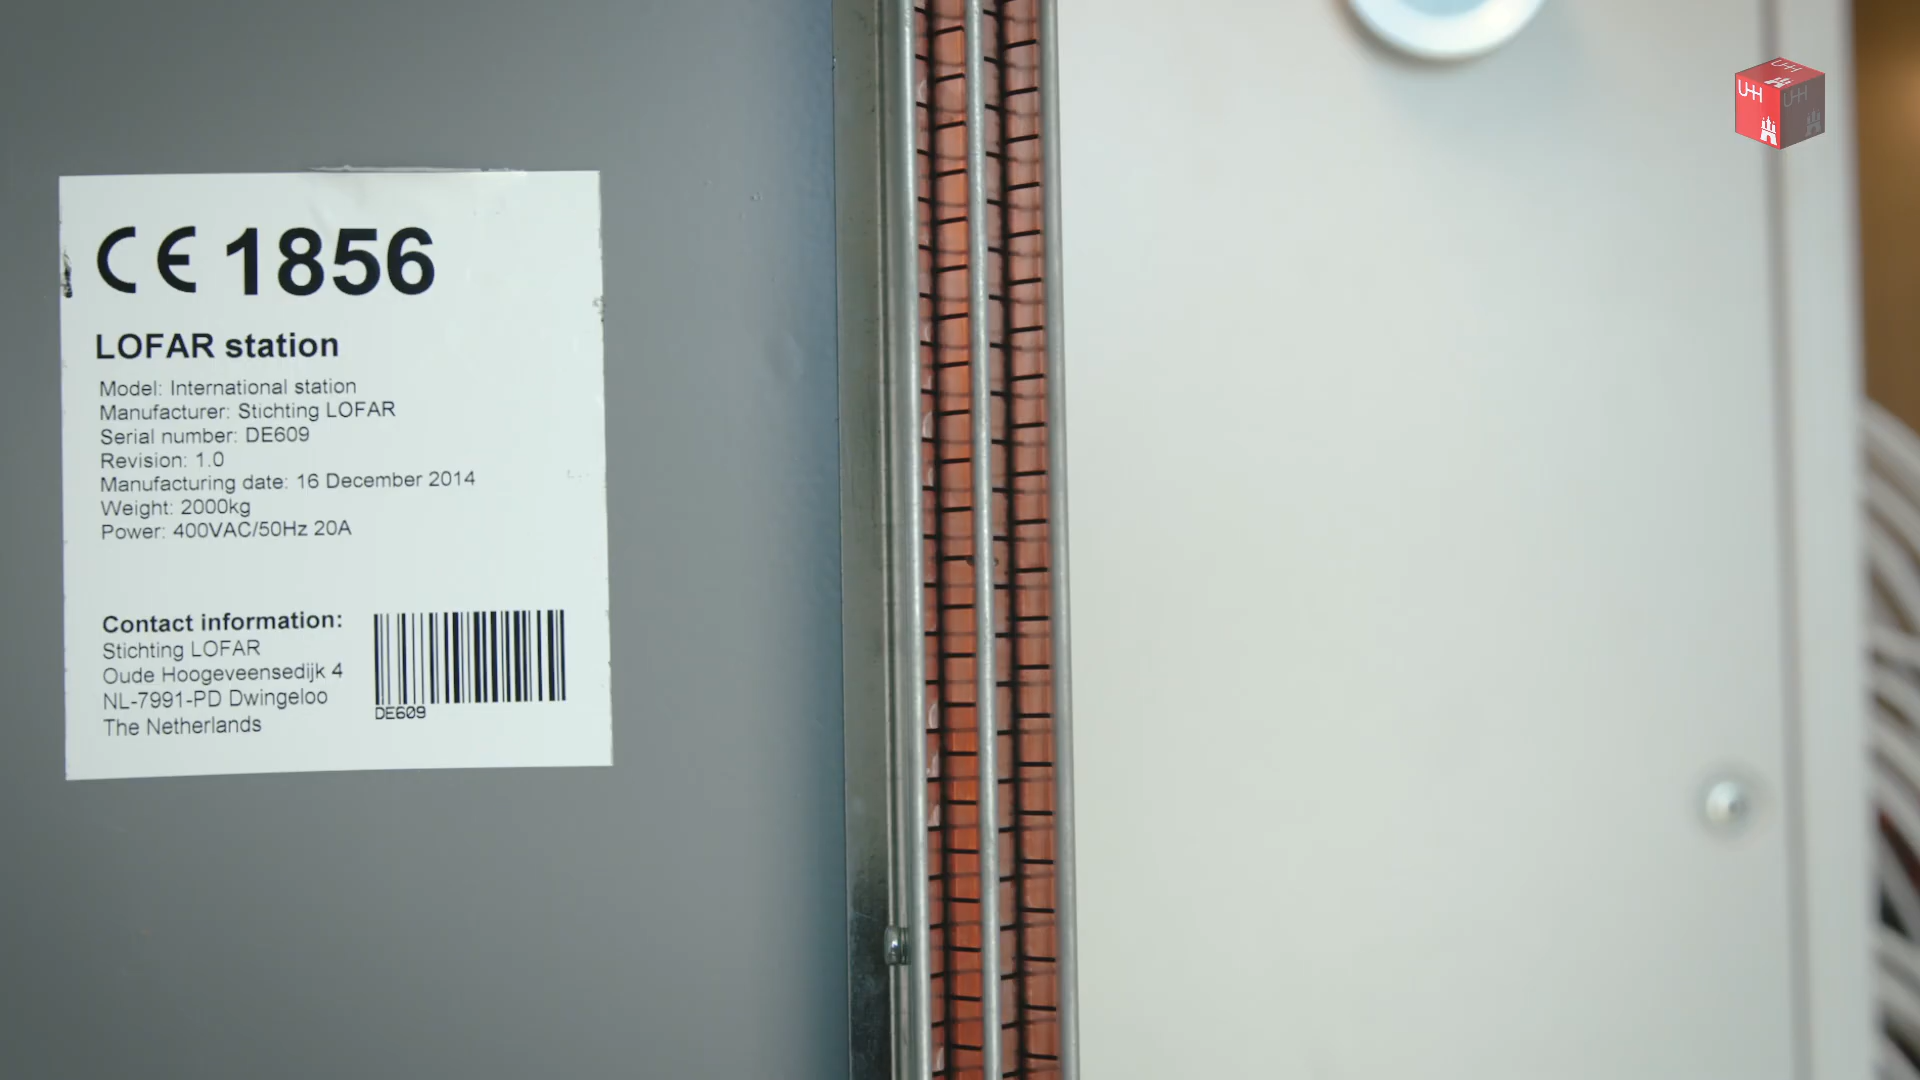 CE 1856
LOFAR station
Model: International station
Manufacturer: Stichting LOFAR
Serial number: DE609
Revision: 1.0
Manufacturing date: 16 December 2014
Weight: 2000kg
Power: 400VAC/50Hz 20A
Contact information:
Stichting LOFAR
Oude Hoogeveensedijk 4
NL-7991-PD Dwingeloo
The Netherlands
DE609
UHH
UHH
UHH